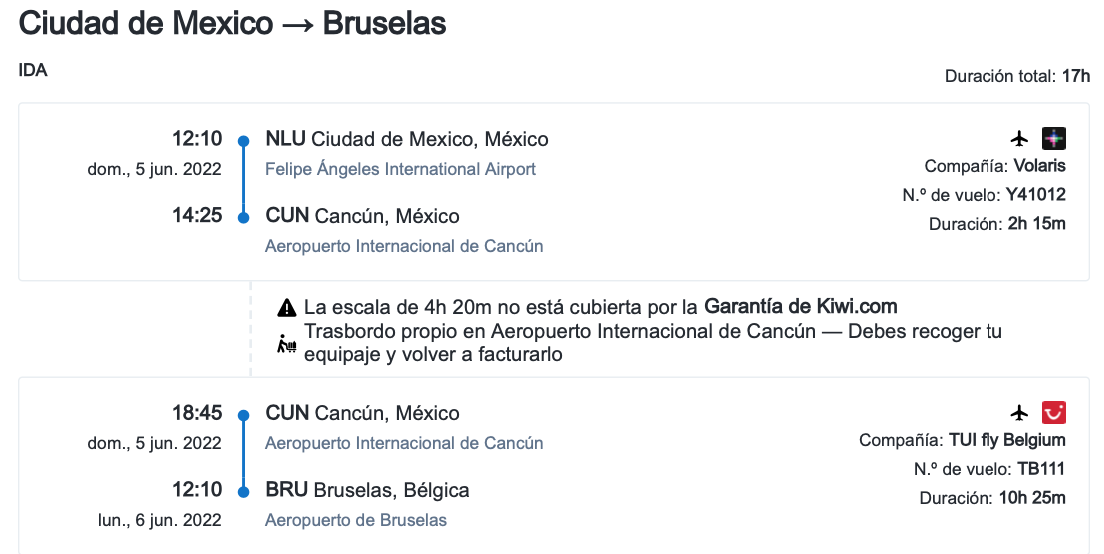 Ciudad de Mexico → Bruselas
IDA
Duración total: 17h
12:10 NLU Ciudad de Mexico, México
dom., 5 jun. 2022 Felipe Ángeles International Airport
Compañía: Volaris
N.º de vuelo: Y41012
Duración: 2h 15m
14:25 CUN Cancún, México
Aeropuerto Internacional de Cancún
La escala de 4h 20m no está cubierta por la Garantía de Kiwi.com
Trasbordo propio en Aeropuerto Internacional de Cancún — Debes recoger tu
equipaje y volver a facturarlo
18:45 CUN Cancún, México
dom., 5 jun. 2022 Aeropuerto Internacional de Cancún
Compañía: TUI fly Belgium
N.º de vuelo: TB111
Duración: 10h 25m
12:10 BRU Bruselas, Bélgica
lun., 6 jun. 2022 Aeropuerto de Bruselas